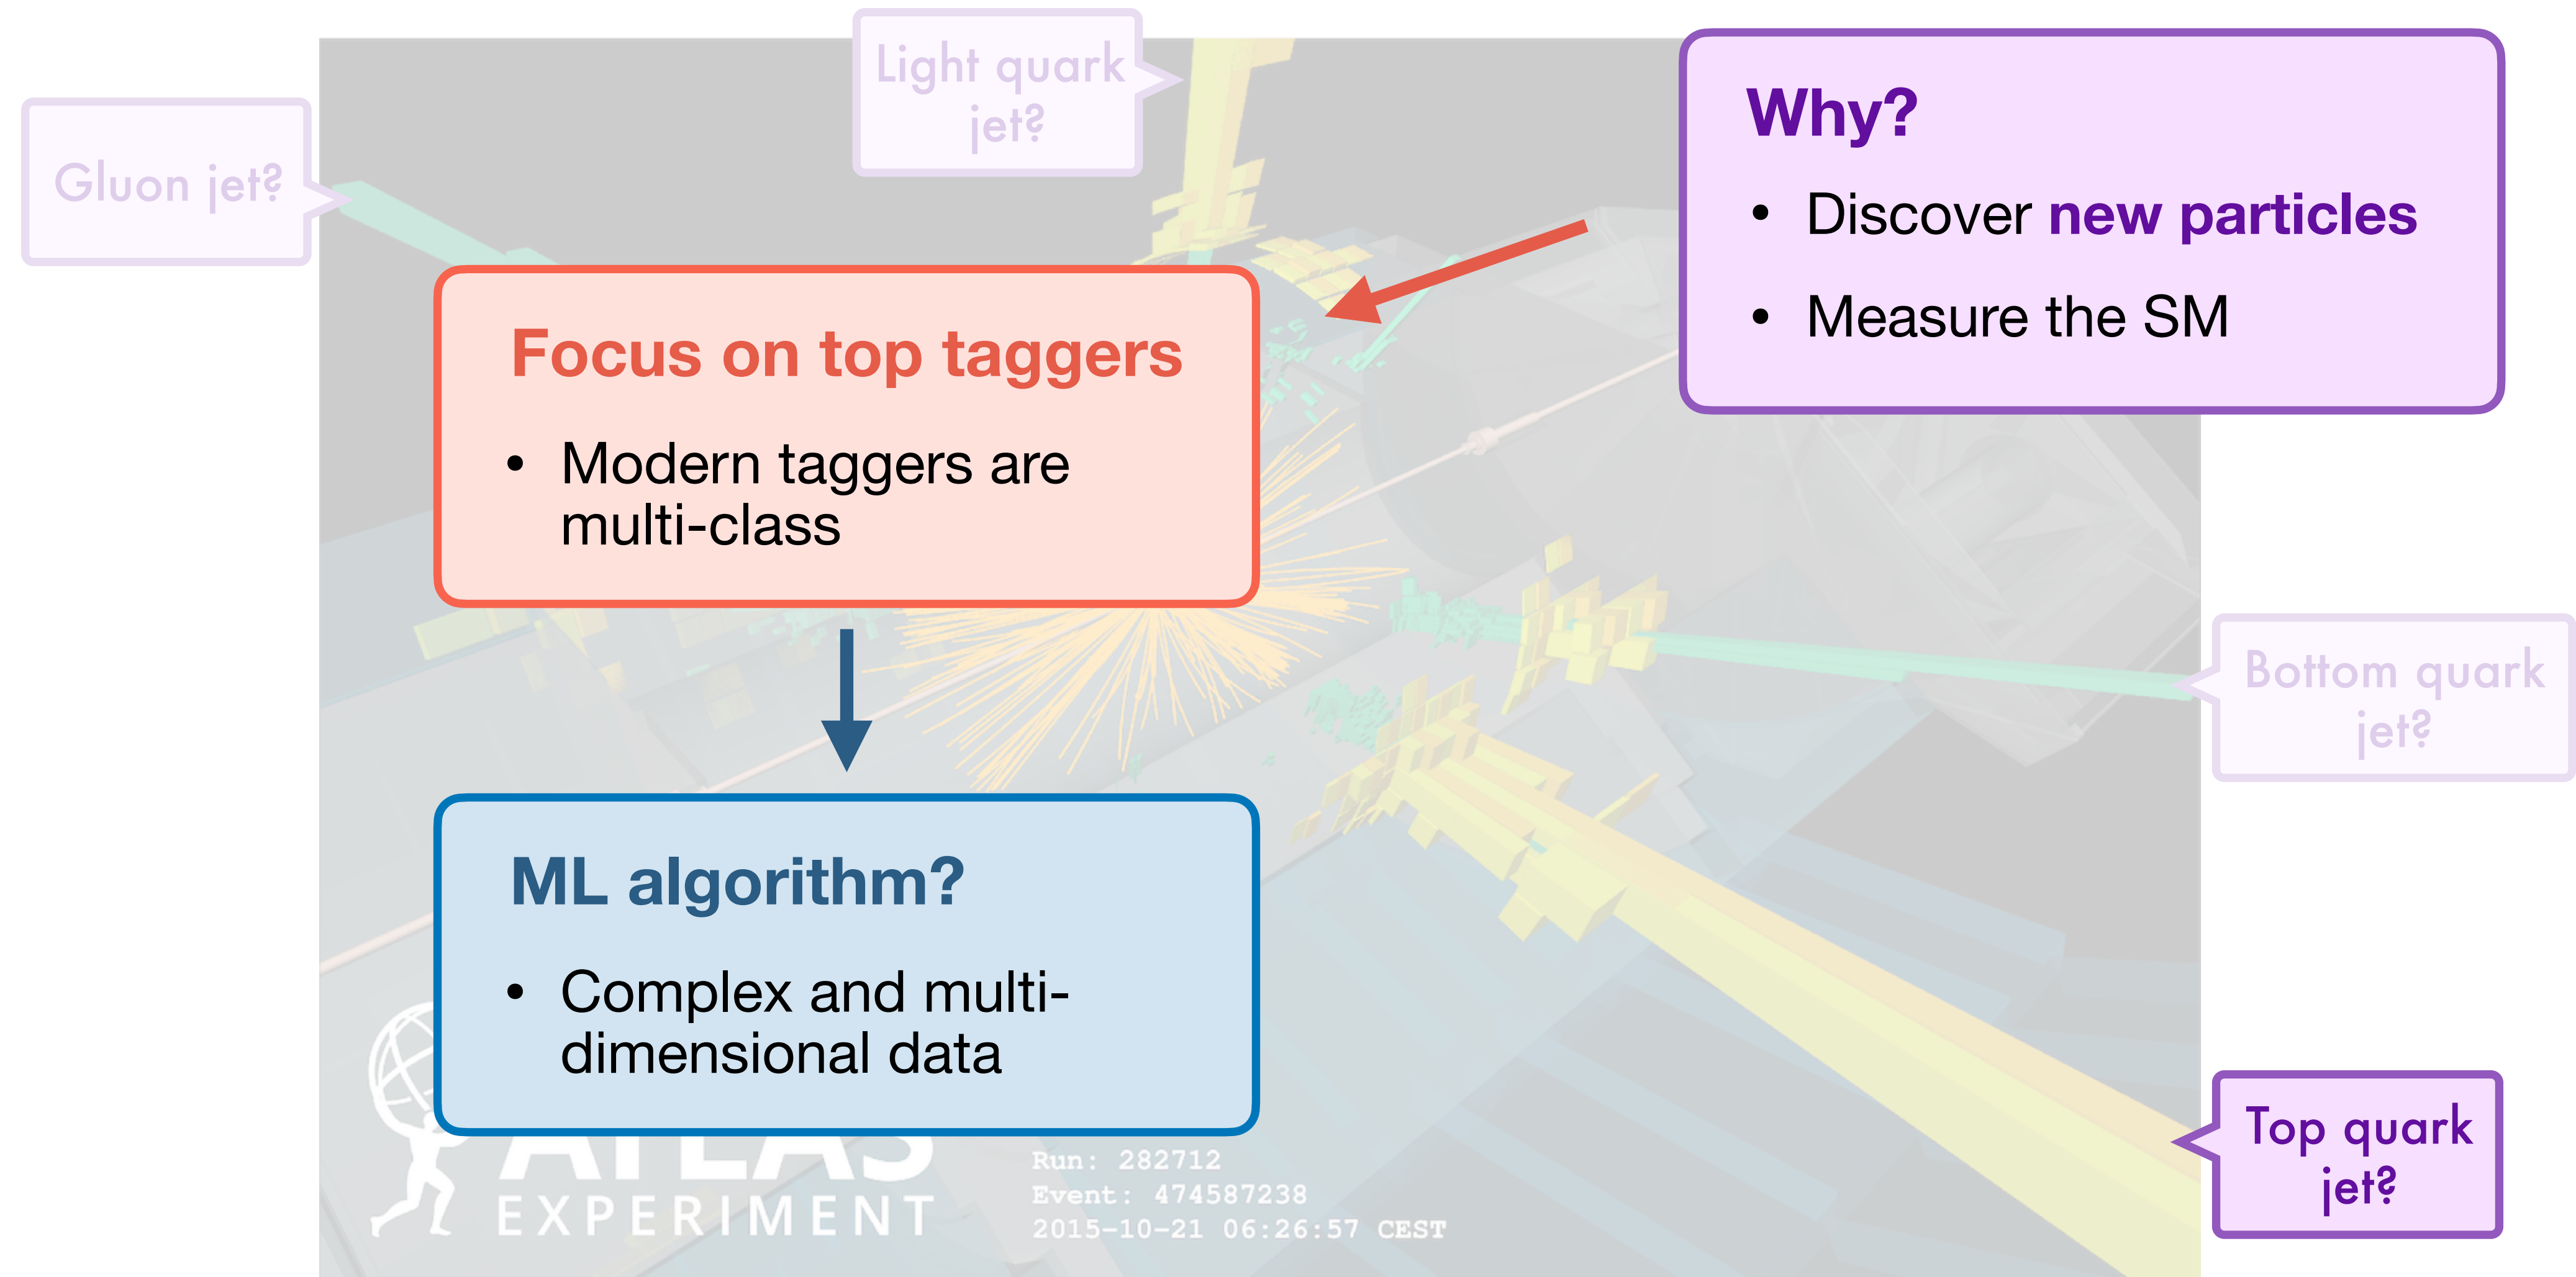 Light quark
jet?
Gluon jet?
Why?
• Discover new particles
• Measure the SM
Focus on top taggers
• Modern taggers are
multi-class
Bottom quark
jet?
ML algorithm?
• Complex and multi-
dimensional data
Top quark
jet?
ATLAS
EXPERIMENT
Run: 282712
Event: 474587238
2015-10-21 06:26:57 CEST